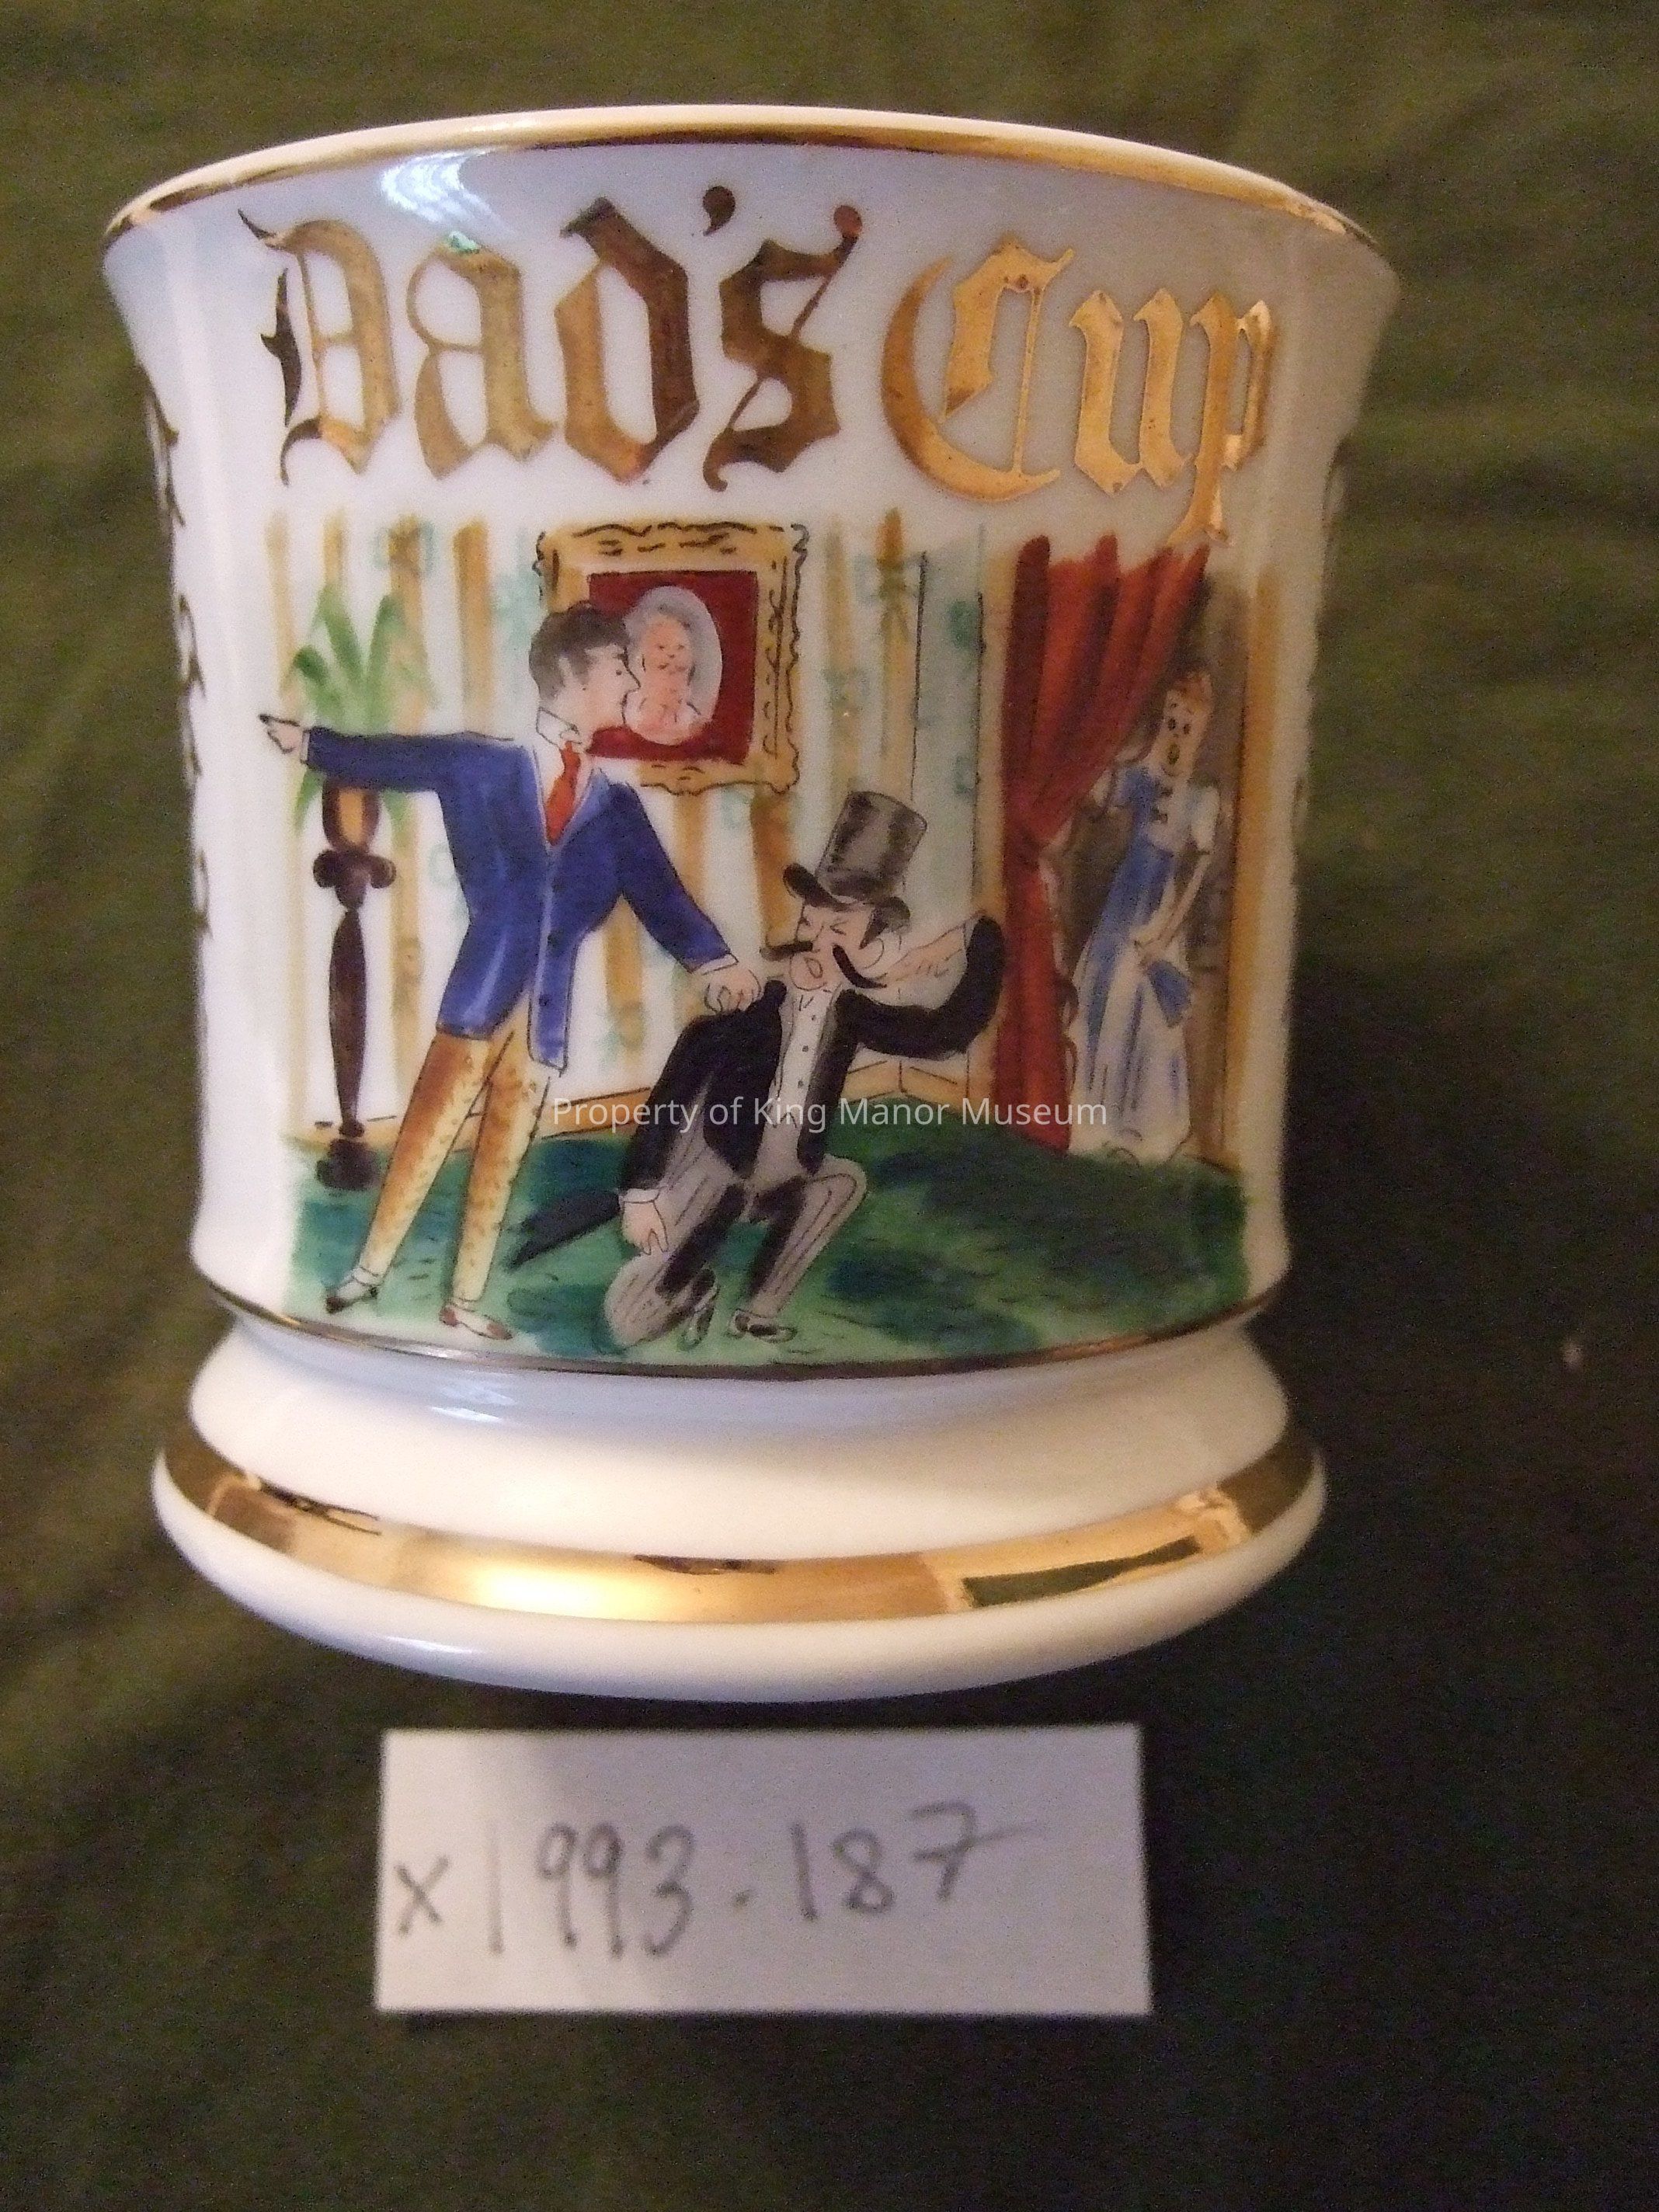 Dad's Cup
Property of King Manor Museum
x1993.187